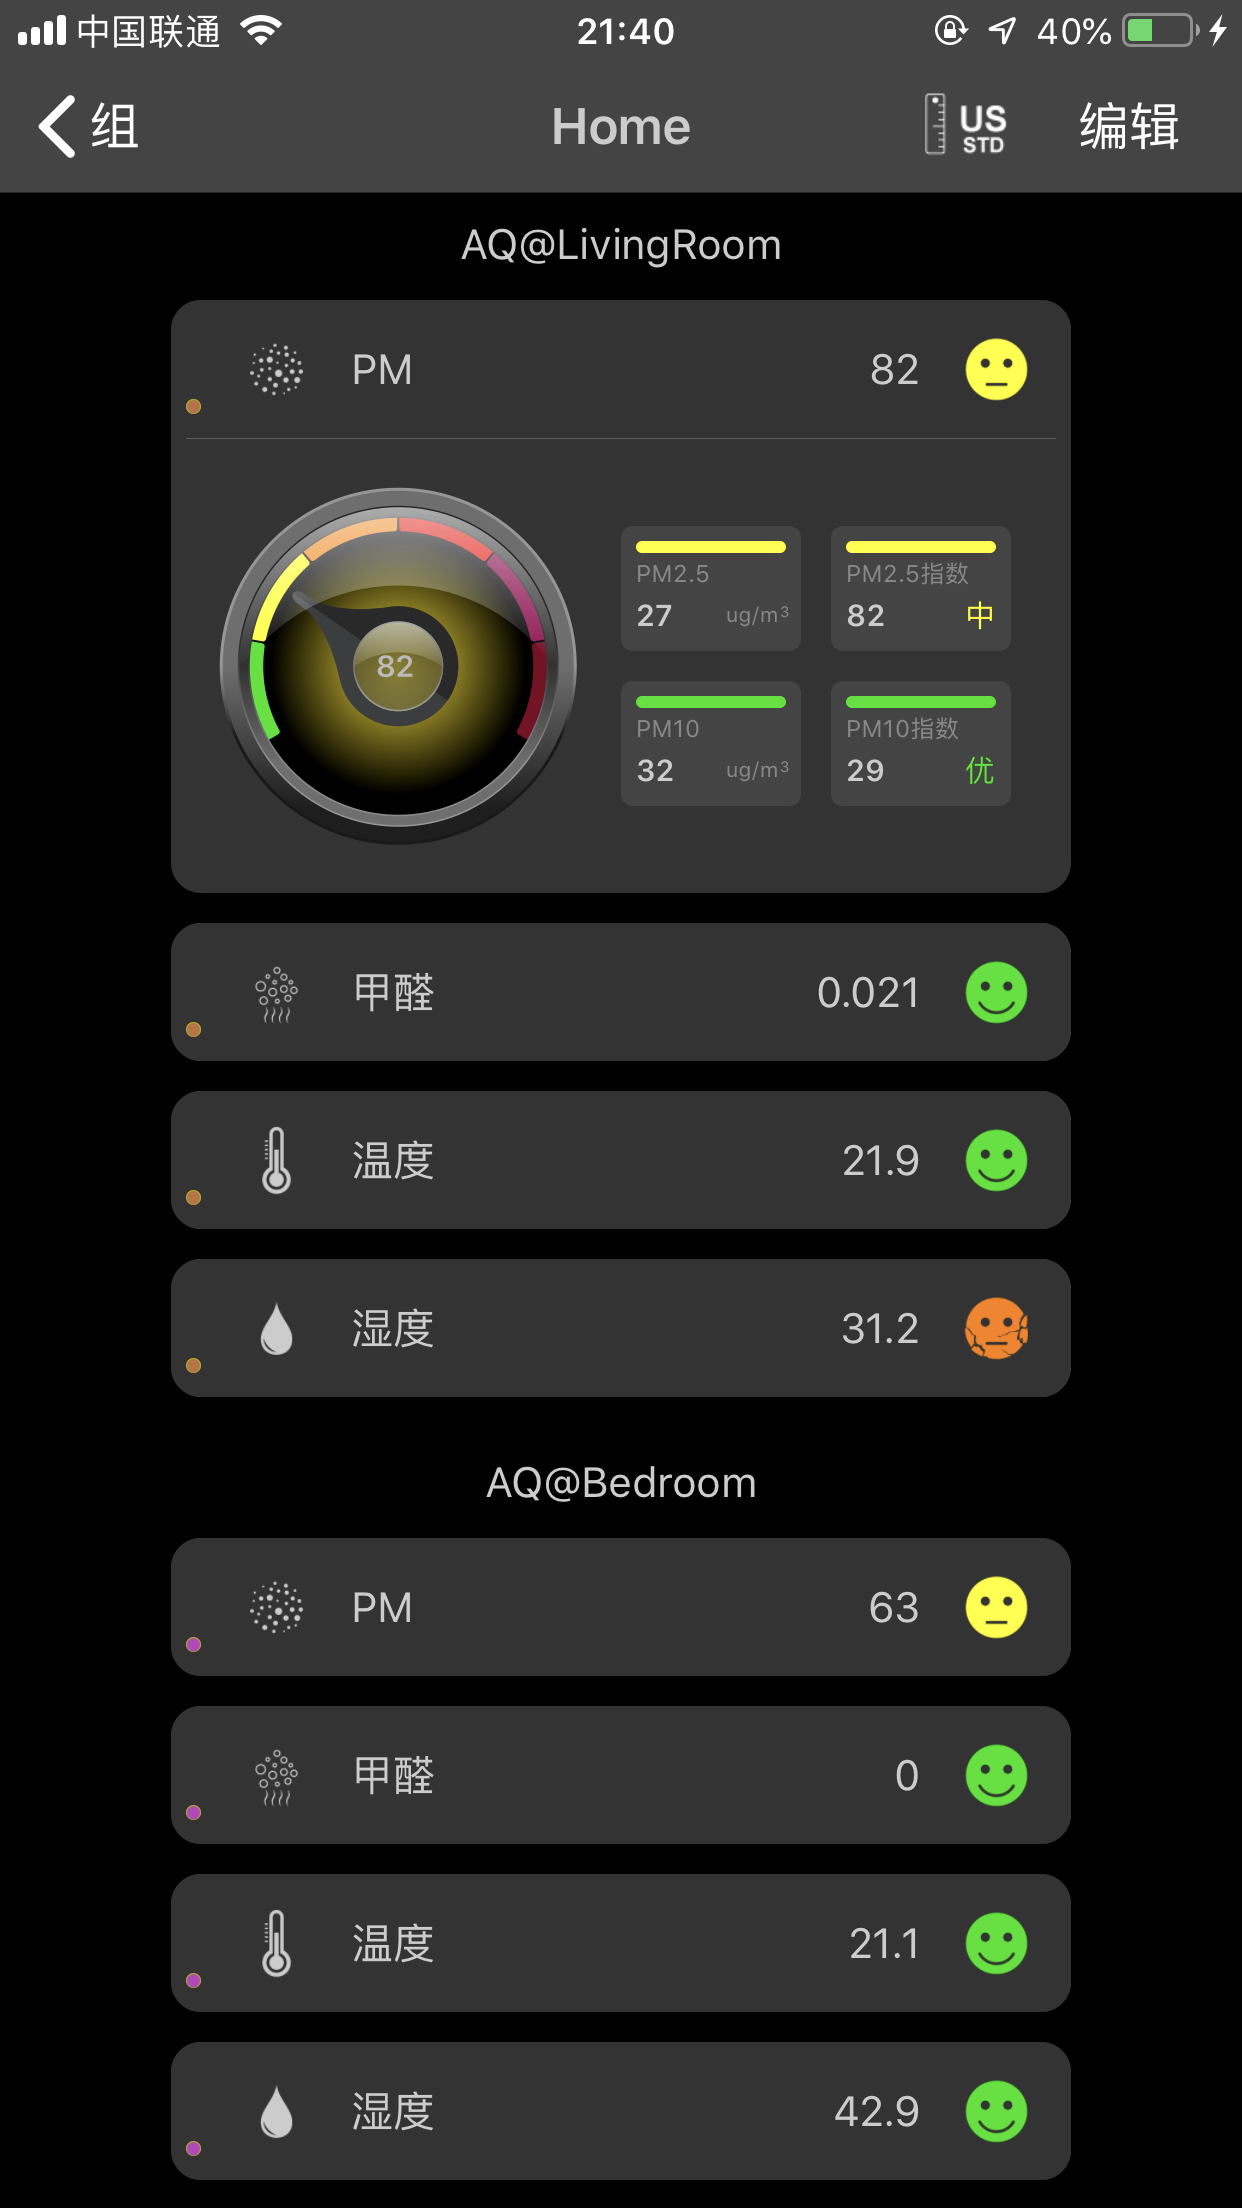 中国联通 21:40 40%
组 Home US STD 编辑
AQ@LivingRoom
PM 82
82
PM2.5
27 ug/m³
PM2.5指数
82 中
PM10
32 ug/m³
PM10指数
29 优
甲醛 0.021
温度 21.9
湿度 31.2
AQ@Bedroom
PM 63
甲醛 0
温度 21.1
湿度 42.9